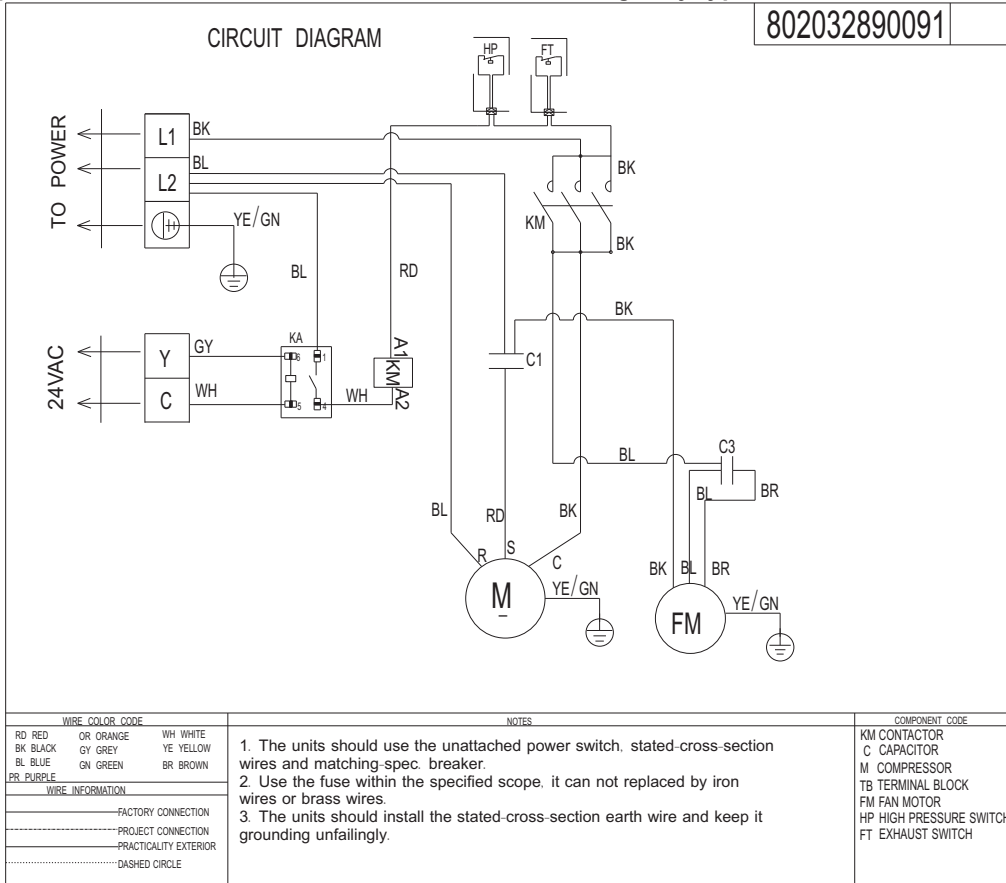 802032890091
CIRCUIT DIAGRAM
HP
FT
TO POWER
L1
BK
BL
L2
YE/GN
BK
KM
BK
BL
RD
BK
24VAC
Y
GY
KA
6
1
C
WH
5
4
WH
A1
KM
A2
C1
BL
C3
BL
BR
BL
RD
BK
R
S
C
M
YE/GN
BK
BL
BR
FM
YE/GN
WIRE COLOR CODE
RD RED OR ORANGE WH WHITE
BK BLACK GY GREY YE YELLOW
BL BLUE GN GREEN BR BROWN
PR PURPLE
WIRE INFORMATION
FACTORY CONNECTION
PROJECT CONNECTION
PRACTICALITY EXTERIOR
DASHED CIRCLE
NOTES
1. The units should use the unattached power switch, stated-cross-section
wires and matching-spec. breaker.
2. Use the fuse within the specified scope, it can not replaced by iron
wires or brass wires.
3. The units should install the stated-cross-section earth wire and keep it
grounding unfailingly.
COMPONENT CODE
KM CONTACTOR
C CAPACITOR
M COMPRESSOR
TB TERMINAL BLOCK
FM FAN MOTOR
HP HIGH PRESSURE SWITCH
FT EXHAUST SWITCH